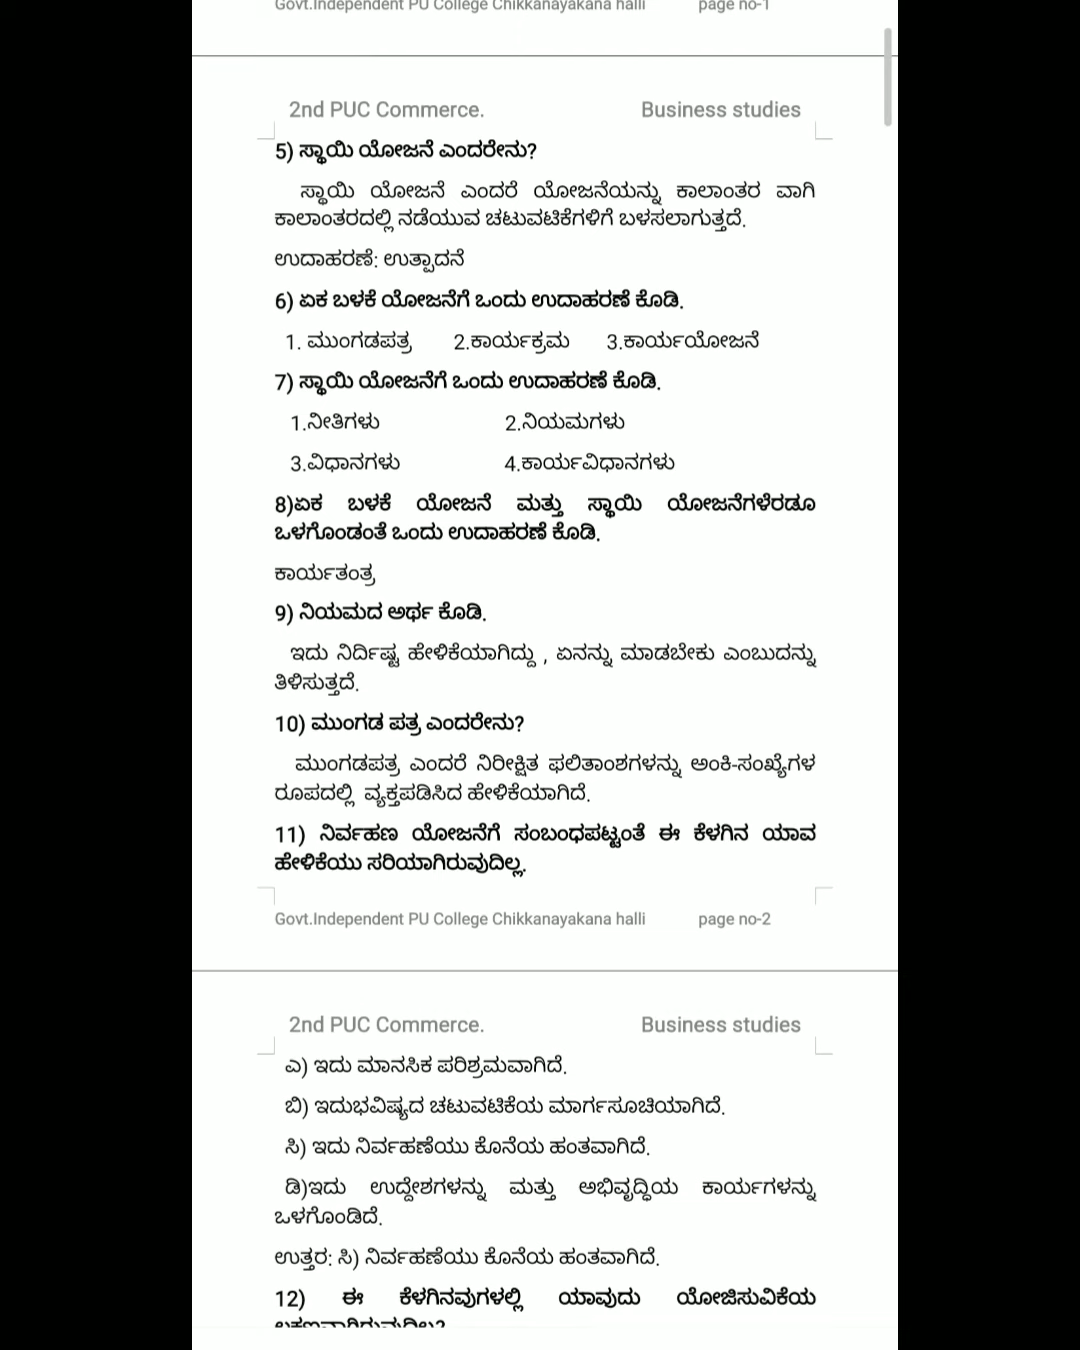 Govt.Independent PU College Chikkanayakana halli page no-1
2nd PUC Commerce. Business studies
5) ಸ್ಥಾಯಿ ಯೋಜನೆ ಎಂದರೇನು?
ಸ್ಥಾಯಿ ಯೋಜನೆ ಎಂದರೆ ಯೋಜನೆಯನ್ನು ಕಾಲಾಂತರ ವಾಗಿ
ಕಾಲಾಂತರದಲ್ಲಿ ನಡೆಯುವ ಚಟುವಟಿಕೆಗಳಿಗೆ ಬಳಸಲಾಗುತ್ತದೆ.
ಉದಾಹರಣೆ: ಉತ್ಪಾದನೆ
6) ಏಕ ಬಳಕೆ ಯೋಜನೆಗೆ ಒಂದು ಉದಾಹರಣೆ ಕೊಡಿ.
1. ಮುಂಗಡಪತ್ರ 2.ಕಾರ್ಯಕ್ರಮ 3.ಕಾರ್ಯಯೋಜನೆ
7) ಸ್ಥಾಯಿ ಯೋಜನೆಗೆ ಒಂದು ಉದಾಹರಣೆ ಕೊಡಿ.
1.ನೀತಿಗಳು 2.ನಿಯಮಗಳು
3.ವಿಧಾನಗಳು 4.ಕಾರ್ಯವಿಧಾನಗಳು
8)ಏಕ ಬಳಕೆ ಯೋಜನೆ ಮತ್ತು ಸ್ಥಾಯಿ ಯೋಜನೆಗಳೆರಡೂ
ಒಳಗೊಂಡಂತೆ ಒಂದು ಉದಾಹರಣೆ ಕೊಡಿ.
ಕಾರ್ಯತಂತ್ರ
9) ನಿಯಮದ ಅರ್ಥ ಕೊಡಿ.
ಇದು ನಿರ್ದಿಷ್ಟ ಹೇಳಿಕೆಯಾಗಿದ್ದು , ಏನನ್ನು ಮಾಡಬೇಕು ಎಂಬುದನ್ನು
ತಿಳಿಸುತ್ತದೆ.
10) ಮುಂಗಡ ಪತ್ರ ಎಂದರೇನು?
ಮುಂಗಡಪತ್ರ ಎಂದರೆ ನಿರೀಕ್ಷಿತ ಫಲಿತಾಂಶಗಳನ್ನು ಅಂಕಿ-ಸಂಖ್ಯೆಗಳ
ರೂಪದಲ್ಲಿ ವ್ಯಕ್ತಪಡಿಸಿದ ಹೇಳಿಕೆಯಾಗಿದೆ.
11) ನಿರ್ವಹಣ ಯೋಜನೆಗೆ ಸಂಬಂಧಪಟ್ಟಂತೆ ಈ ಕೆಳಗಿನ ಯಾವ
ಹೇಳಿಕೆಯು ಸರಿಯಾಗಿರುವುದಿಲ್ಲ.
Govt.Independent PU College Chikkanayakana halli page no-2
2nd PUC Commerce. Business studies
ಎ) ಇದು ಮಾನಸಿಕ ಪರಿಶ್ರಮವಾಗಿದೆ.
ಬಿ) ಇದುಭವಿಷ್ಯದ ಚಟುವಟಿಕೆಯ ಮಾರ್ಗಸೂಚಿಯಾಗಿದೆ.
ಸಿ) ಇದು ನಿರ್ವಹಣೆಯು ಕೊನೆಯ ಹಂತವಾಗಿದೆ.
ಡಿ)ಇದು ಉದ್ದೇಶಗಳನ್ನು ಮತ್ತು ಅಭಿವೃದ್ಧಿಯ ಕಾರ್ಯಗಳನ್ನು
ಒಳಗೊಂಡಿದೆ.
ಉತ್ತರ: ಸಿ) ನಿರ್ವಹಣೆಯು ಕೊನೆಯ ಹಂತವಾಗಿದೆ.
12) ಈ ಕೆಳಗಿನವುಗಳಲ್ಲಿ ಯಾವುದು ಯೋಜಿಸುವಿಕೆಯ